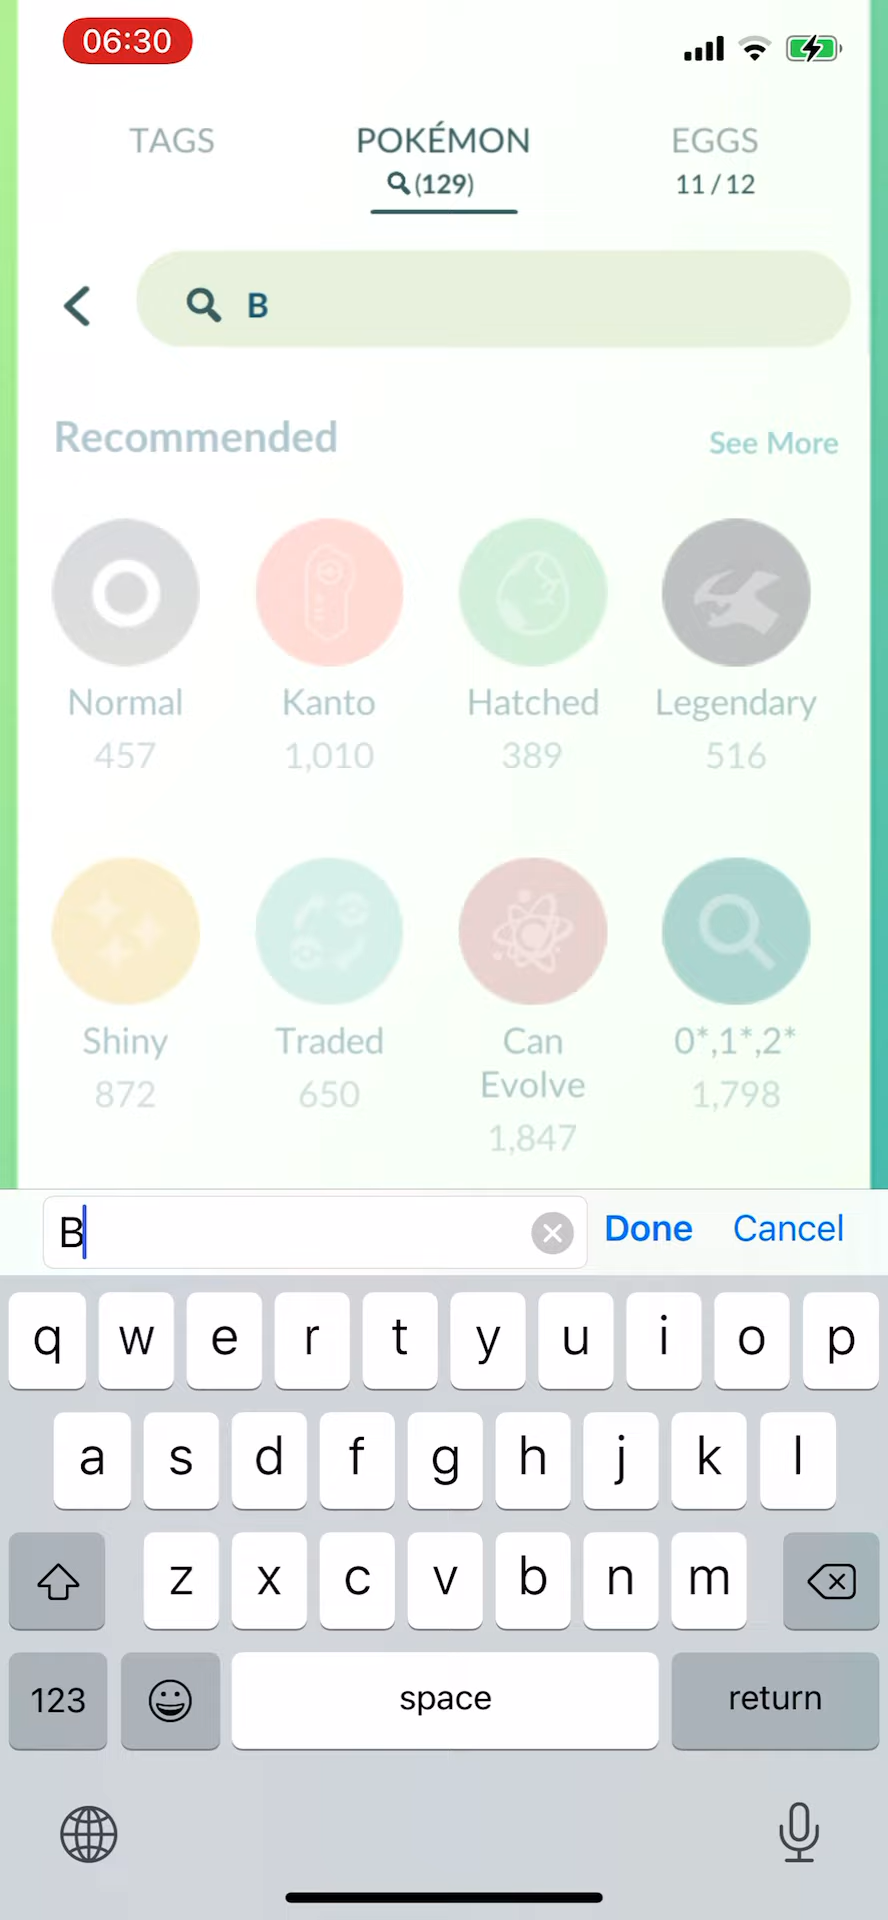 06:30
TAGS POKÉMON EGGS
(129) 11 / 12
B
Recommended See More
Normal Kanto Hatched Legendary
457 1,010 389 516
Shiny Traded Can Evolve 0*,1*,2*
872 650 1,847 1,798
B Done Cancel
q w e r t y u i o p
a s d f g h j k l
z x c v b n m
123 space return